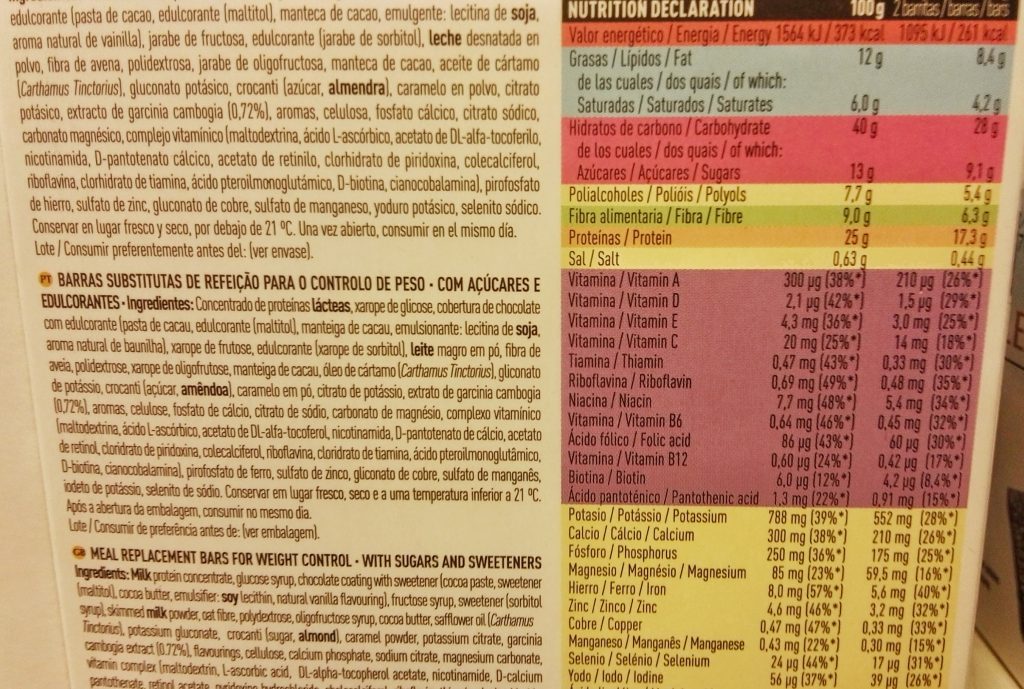 edulcorante (pasta de cacao, edulcorante (maltitol), manteca de cacao, emulgente: lecitina de soja,
aroma natural de vainilla), jarabe de fructosa, edulcorante (jarabe de sorbitol), leche desnatada en
polvo, fibra de avena, polidextrosa, jarabe de oligofructosa, manteca de cacao, aceite de cártamo
(Carthamus Tinctorius), gluconato potásico, crocanti (azúcar, almendra), caramelo en polvo, citrato
potásico, extracto de garcinia cambogia (0,72%), aromas, celulosa, fosfato cálcico, citrato sódico,
carbonato magnésico, complejo vitamínico (maltodextrina, ácido L-ascórbico, acetato de DL-alfa-tocoferilo,
nicotinamida, D-pantotenato cálcico, acetato de retinilo, clorhidrato de piridoxina, colecalciferol,
riboflavina, clorhidrato de tiamina, ácido pteroilmonoglutámico, D-biotina, cianocobalamina), pirofosfato
de hierro, sulfato de zinc, gluconato de cobre, sulfato de manganeso, yoduro potásico, selenito sódico.
Conservar en lugar fresco y seco, por debajo de 21 ºC. Una vez abierto, consumir en el mismo día.
Lote / Consumir preferentemente antes del: (ver envase).
PT BARRAS SUBSTITUTAS DE REFEIÇÃO PARA O CONTROLO DE PESO · COM AÇÚCARES E
EDULCORANTES · Ingredientes: Concentrado de proteínas lácteas, xarope de glicose, cobertura de chocolate
com edulcorante (pasta de cacau, edulcorante (maltitol), manteiga de cacau, emulsionante: lecitina de soja,
aroma natural de baunilha), xarope de frutose, edulcorante (xarope de sorbitol), leite magro em pó, fibra de
aveia, polidextrose, xarope de oligofrutose, manteiga de cacau, óleo de cártamo (Carthamus Tinctorius), gliconato
de potássio, crocanti (açúcar, amêndoa), caramelo em pó, citrato de potássio, extrato de garcinia cambogia
(0,72%), aromas, celulose, fosfato de cálcio, citrato de sódio, carbonato de magnésio, complexo vitamínico
(maltodextrina, ácido L-ascórbico, acetato de DL-alfa-tocoferol, nicotinamida, D-pantotenato de cálcio, acetato
de retinol, cloridrato de piridoxina, colecalciferol, riboflavina, cloridrato de tiamina, ácido pteroilmonoglutâmico,
D-biotina, cianocobalamina), pirofosfato de ferro, sulfato de zinco, gliconato de cobre, sulfato de manganês,
iodeto de potássio, selenito de sódio. Conservar em lugar fresco, seco e a uma temperatura inferior a 21 ºC.
Após a abertura da embalagem, consumir no mesmo dia.
Lote / Consumir de preferência antes de: (ver embalagem).
GB MEAL REPLACEMENT BARS FOR WEIGHT CONTROL · WITH SUGARS AND SWEETENERS
Ingredients: Milk protein concentrate, glucose syrup, chocolate coating with sweetener (cocoa paste, sweetener
(maltitol), cocoa butter, emulsifier: soy lecithin, natural vanilla flavouring), fructose syrup, sweetener (sorbitol
syrup), skimmed milk powder, oat fibre, polydextrose, oligofructose syrup, cocoa butter, safflower oil (Carthamus
Tinctorius), potassium gluconate, crocanti (sugar, almond), caramel powder, potassium citrate, garcinia
cambogia extract (0.72%), flavourings, cellulose, calcium phosphate, sodium citrate, magnesium carbonate,
vitamin complex (maltodextrin, L-ascorbic acid, DL-alpha-tocopherol acetate, nicotinamide, D-calcium
pantothenate, retinol acetate, pyridoxine hydrochloride
NUTRITION DECLARATION 100 g 2 barritas / barras / bars
Valor energético / Energia / Energy 1564 kJ / 373 kcal 1095 kJ / 261 kcal
Grasas / Lípidos / Fat 12 g 8,4 g
de las cuales / dos quais / of which:
Saturadas / Saturados / Saturates 6,0 g 4,2 g
Hidratos de carbono / Carbohydrate 40 g 28 g
de los cuales / dos quais / of which:
Azúcares / Açúcares / Sugars 13 g 9,1 g
Polialcoholes / Polióis / Polyols 7,7 g 5,4 g
Fibra alimentaria / Fibra / Fibre 9,0 g 6,3 g
Proteínas / Protein 25 g 17,3 g
Sal / Salt 0,63 g 0,44 g
Vitamina / Vitamin A 300 µg (38%*) 210 µg (26%*)
Vitamina / Vitamin D 2,1 µg (42%*) 1,5 µg (29%*)
Vitamina / Vitamin E 4,3 mg (36%*) 3,0 mg (25%*)
Vitamina / Vitamin C 20 mg (25%*) 14 mg (18%*)
Tiamina / Thiamin 0,47 mg (43%*) 0,33 mg (30%*)
Riboflavina / Riboflavin 0,69 mg (49%*) 0,48 mg (35%*)
Niacina / Niacin 7,7 mg (48%*) 5,4 mg (34%*)
Vitamina / Vitamin B6 0,64 mg (46%*) 0,45 mg (32%*)
Ácido fólico / Folic acid 86 µg (43%*) 60 µg (30%*)
Vitamina / Vitamin B12 0,60 µg (24%*) 0,42 µg (17%*)
Biotina / Biotin 6,0 µg (12%*) 4,2 µg (8,4%*)
Ácido pantoténico / Pantothenic acid 1,3 mg (22%*) 0,91 mg (15%*)
Potasio / Potássio / Potassium 788 mg (39%*) 552 mg (28%*)
Calcio / Cálcio / Calcium 300 mg (38%*) 210 mg (26%*)
Fósforo / Phosphorus 250 mg (36%*) 175 mg (25%*)
Magnesio / Magnésio / Magnesium 85 mg (23%*) 59,5 mg (16%*)
Hierro / Ferro / Iron 8,0 mg (57%*) 5,6 mg (40%*)
Zinc / Zinco / Zinc 4,6 mg (46%*) 3,2 mg (32%*)
Cobre / Copper 0,47 mg (47%*) 0,33 mg (33%*)
Manganeso / Manganês / Manganese 0,43 mg (22%*) 0,30 mg (15%*)
Selenio / Selénio / Selenium 24 µg (44%*) 17 µg (31%*)
Yodo / Iodo / Iodine 56 µg (37%*) 39 µg (26%*)